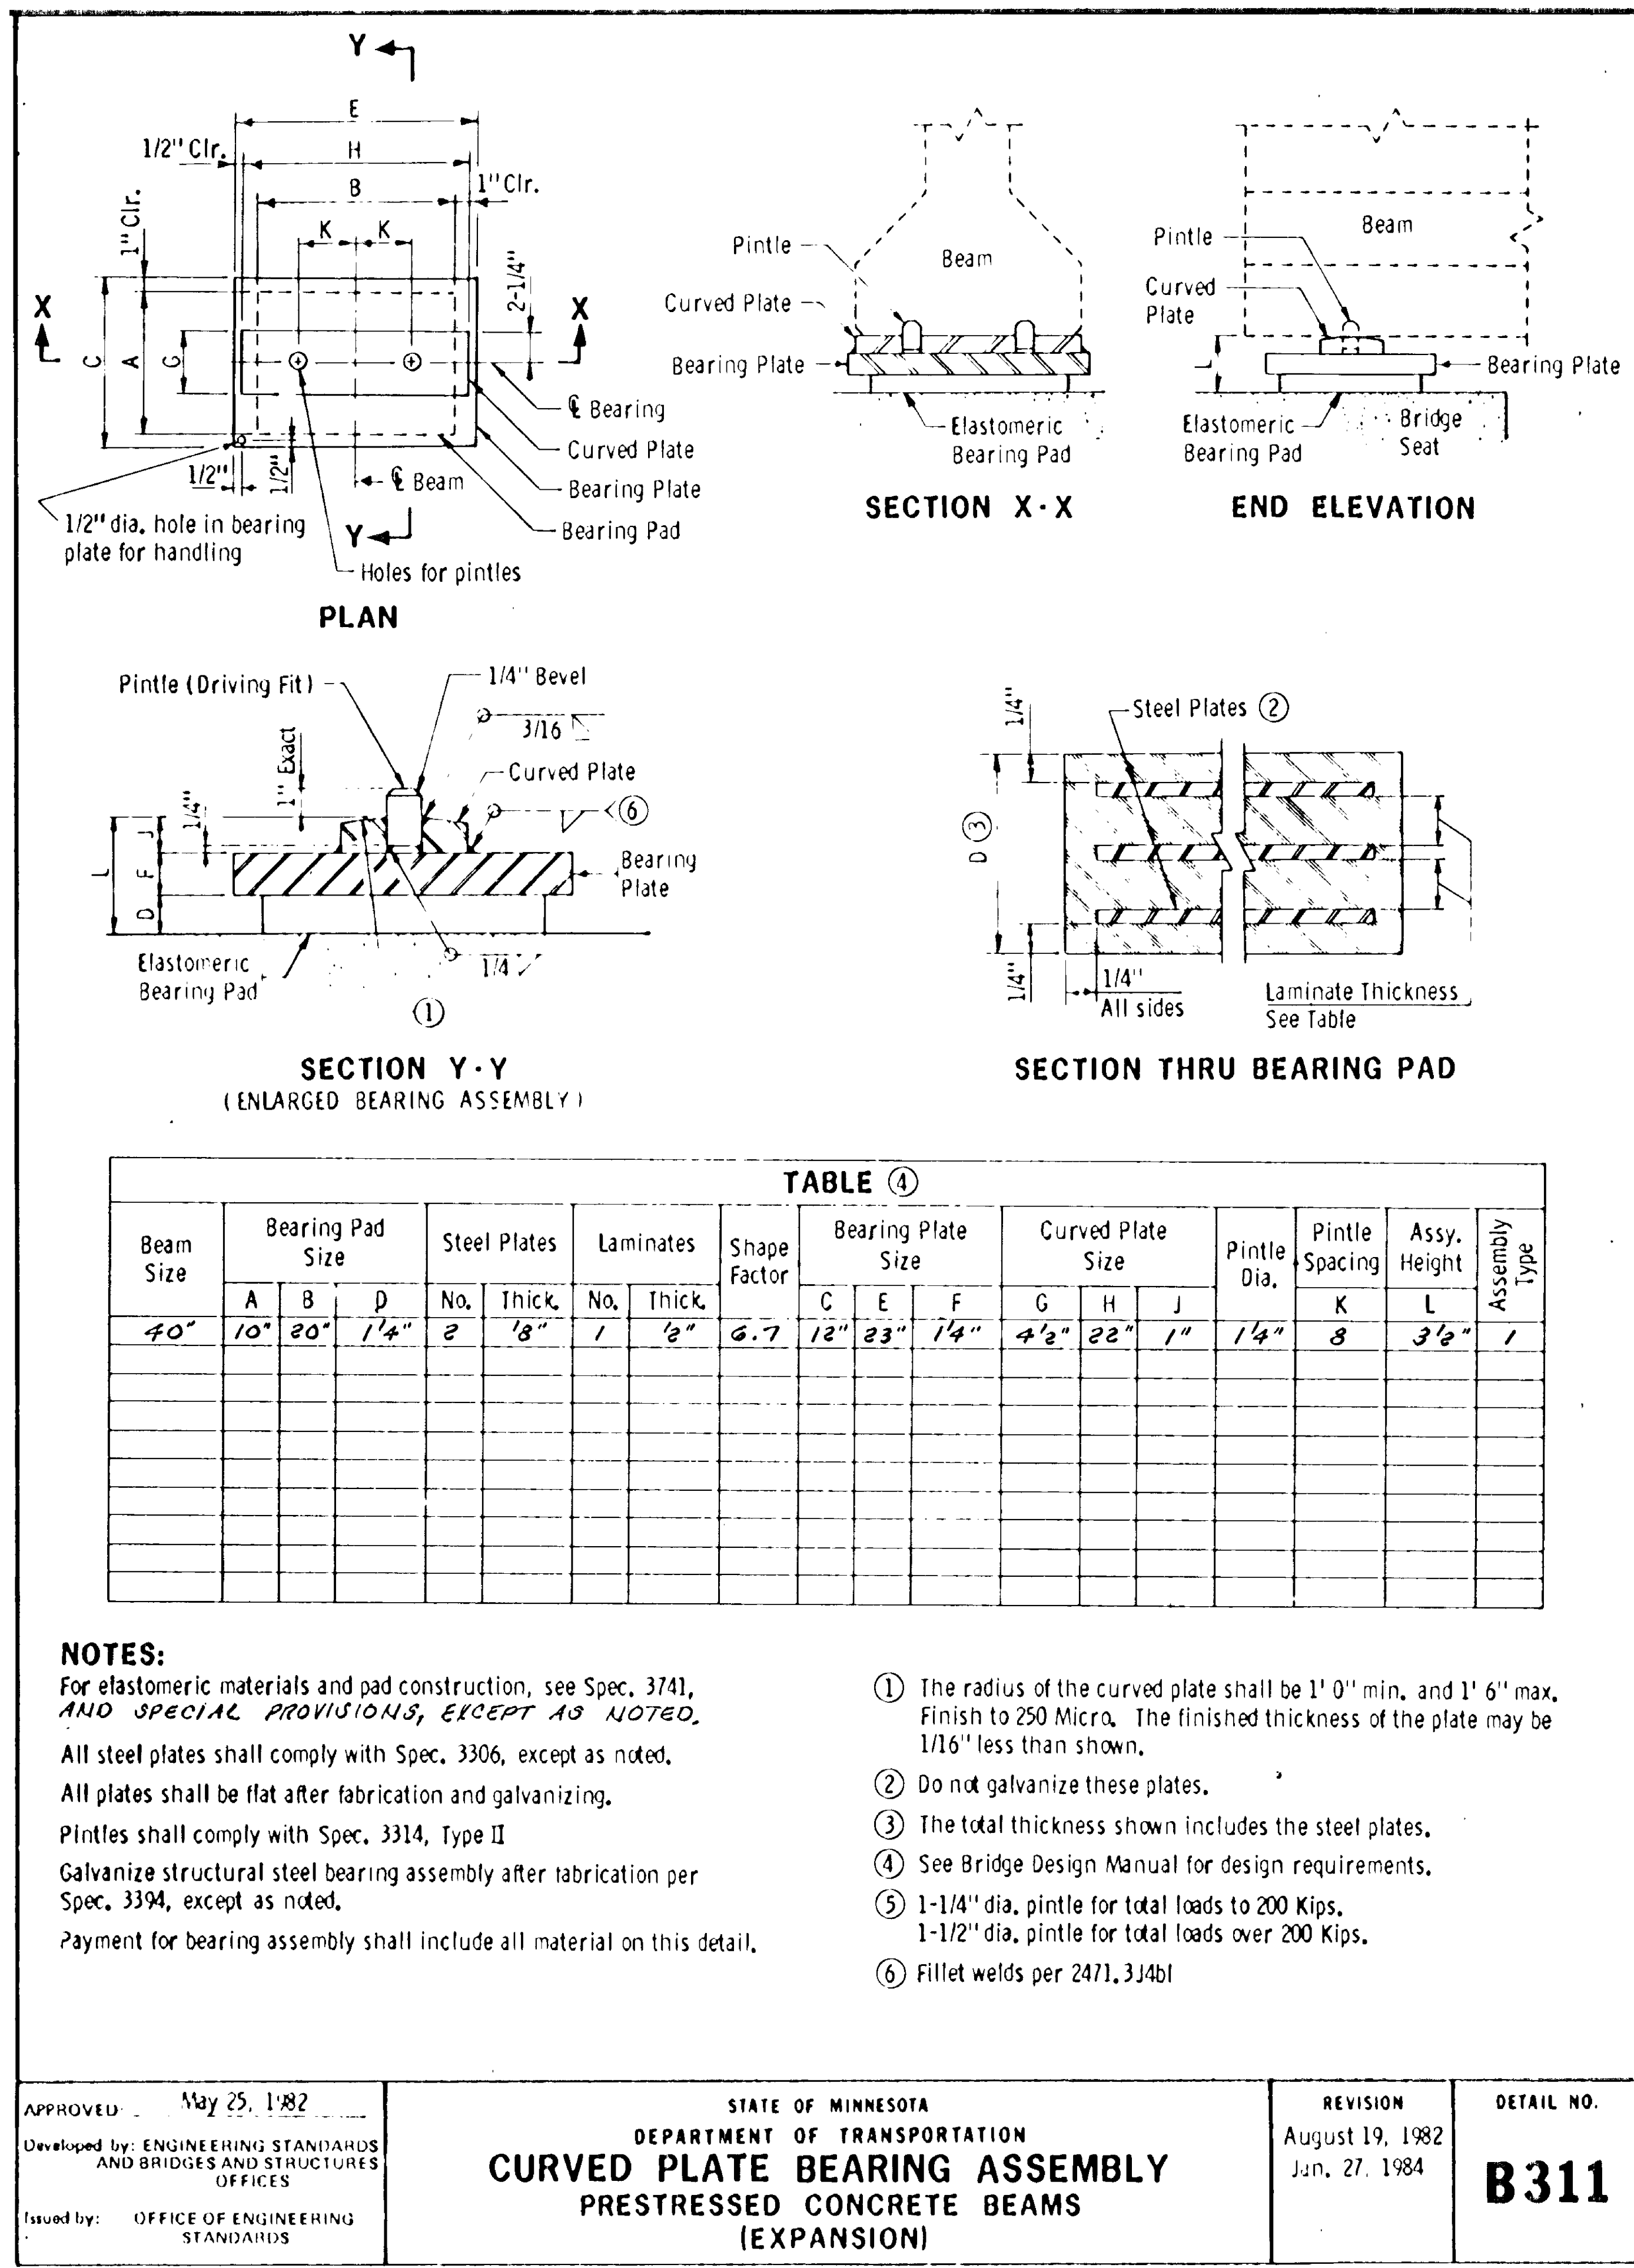 Y
E
1/2" Clr.
H
B
1" Clr.
1" Clr.
K K
2-1/4"
X X
C A G
℄ Bearing
Curved Plate
1/2" 1/2"
℄ Beam
Bearing Plate
1/2" dia. hole in bearing
plate for handling
Y
Bearing Pad
Holes for pintles
PLAN
Pintle
Beam
Curved Plate
Bearing Plate
Elastomeric
Bearing Pad
SECTION X-X
Pintle
Beam
Curved
Plate
L
Bearing Plate
Elastomeric
Bearing Pad
Bridge
Seat
END ELEVATION
Pintle (Driving Fit)
1/4" Bevel
3/16
1" Exact
Curved Plate
1/4"
6
J
L F
D
Bearing
Plate
Elastomeric
Bearing Pad
1/4
1
SECTION Y-Y
(ENLARGED BEARING ASSEMBLY)
1/4"
Steel Plates 2
D 3
1/4"
1/4"
All sides
Laminate Thickness
See Table
SECTION THRU BEARING PAD
TABLE 4
Beam Size Bearing Pad Size Steel Plates Laminates Shape Factor Bearing Plate Size Curved Plate Size Pintle Dia. Pintle Spacing Assy. Height Assembly Type
A B D No. Thick. No. Thick. C E F G H J K L
40" 10" 20" 1 1/4" 2 1/8" 1 1/2" 6.7 12" 23" 1 1/4" 4 1/2" 22" 1" 1 1/4" 8 3 1/2" 1
NOTES:
For elastomeric materials and pad construction, see Spec. 3741,
AND SPECIAL PROVISIONS, EXCEPT AS NOTED.
All steel plates shall comply with Spec. 3306, except as noted.
All plates shall be flat after fabrication and galvanizing.
Pintles shall comply with Spec. 3314, Type II
Galvanize structural steel bearing assembly after fabrication per
Spec. 3394, except as noted.
Payment for bearing assembly shall include all material on this detail.
1 The radius of the curved plate shall be 1' 0" min. and 1' 6" max.
Finish to 250 Micro. The finished thickness of the plate may be
1/16" less than shown.
2 Do not galvanize these plates.
3 The total thickness shown includes the steel plates.
4 See Bridge Design Manual for design requirements.
5 1-1/4" dia. pintle for total loads to 200 Kips.
1-1/2" dia. pintle for total loads over 200 Kips.
6 Fillet welds per 2471.3J4b1
APPROVED: May 25, 1982
Developed by: ENGINEERING STANDARDS
AND BRIDGES AND STRUCTURES
OFFICES
Issued by: OFFICE OF ENGINEERING
STANDARDS
STATE OF MINNESOTA
DEPARTMENT OF TRANSPORTATION
CURVED PLATE BEARING ASSEMBLY
PRESTRESSED CONCRETE BEAMS
(EXPANSION)
REVISION
August 19, 1982
Jan. 27, 1984
DETAIL NO.
B311